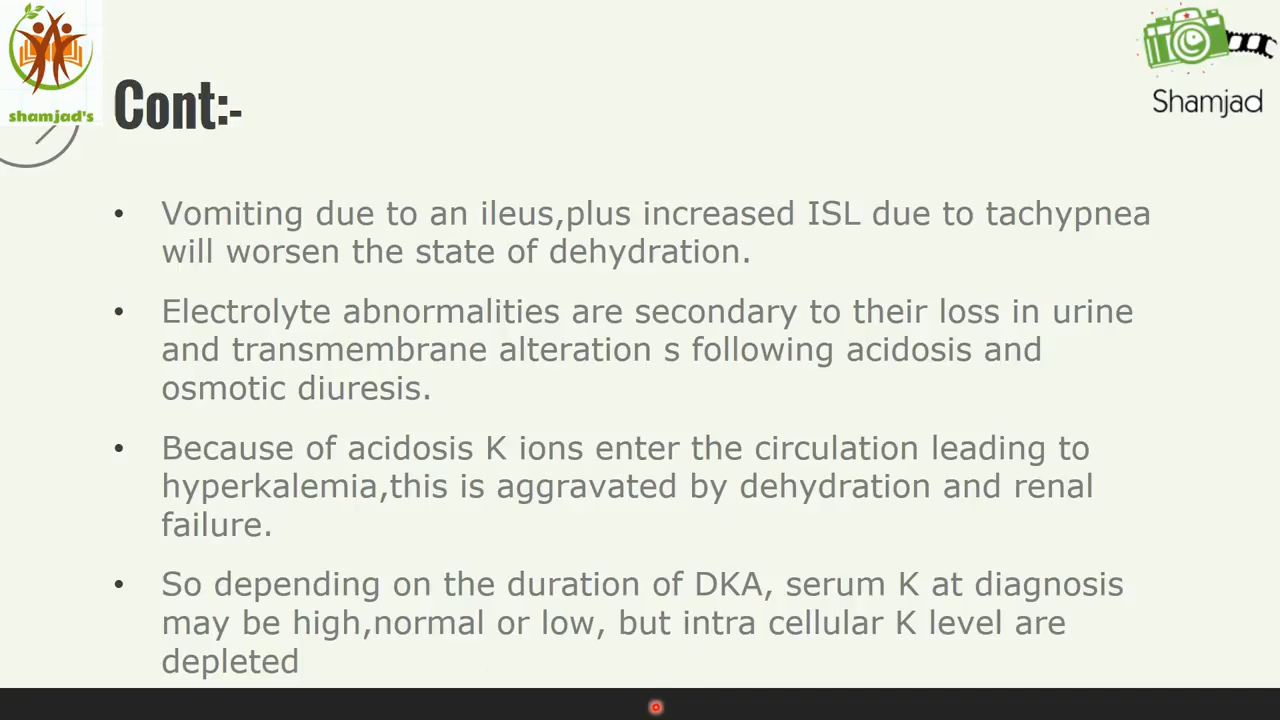 shamjad's
Shamjad
Cont:-
• Vomiting due to an ileus,plus increased ISL due to tachypnea
will worsen the state of dehydration.
• Electrolyte abnormalities are secondary to their loss in urine
and transmembrane alteration s following acidosis and
osmotic diuresis.
• Because of acidosis K ions enter the circulation leading to
hyperkalemia,this is aggravated by dehydration and renal
failure.
• So depending on the duration of DKA, serum K at diagnosis
may be high,normal or low, but intra cellular K level are
depleted